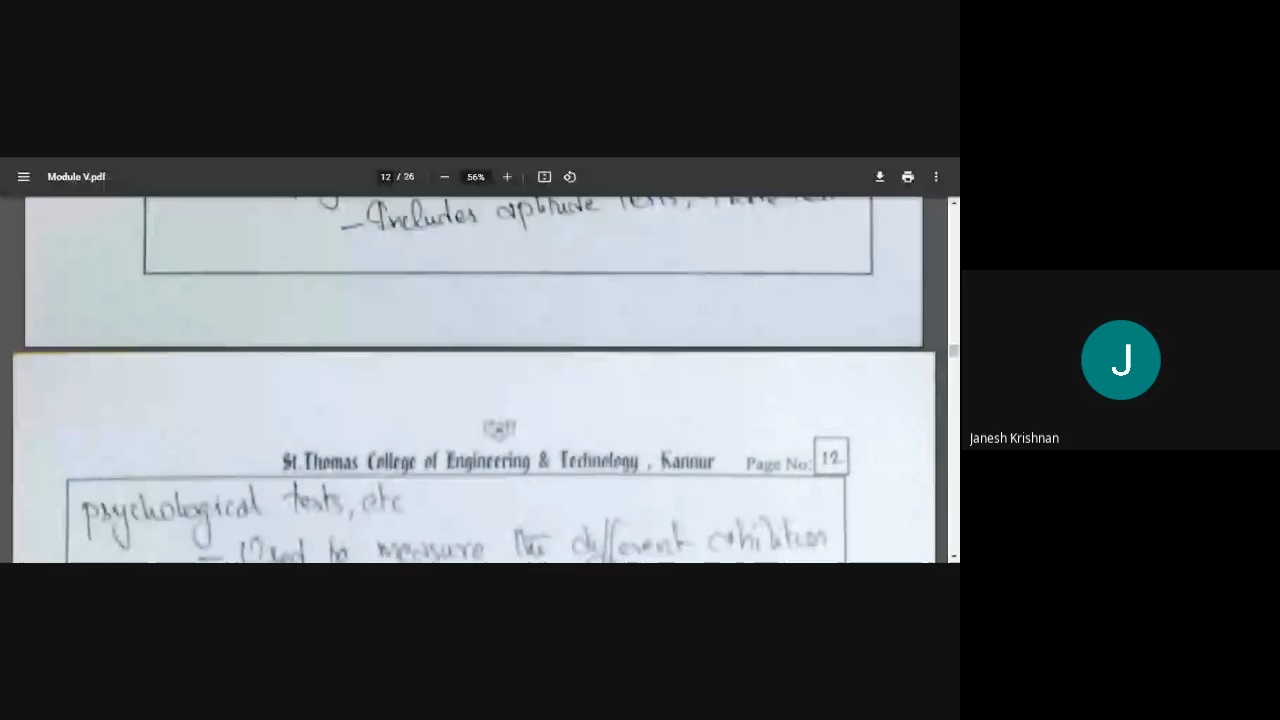 Module V.pdf
12 / 26
56%
– Includes aptitude tests,
St. Thomas College of Engineering & Technology , Kannur Page No: 12
psychological tests, etc
– Used to measure the different abilities
J
Janesh Krishnan